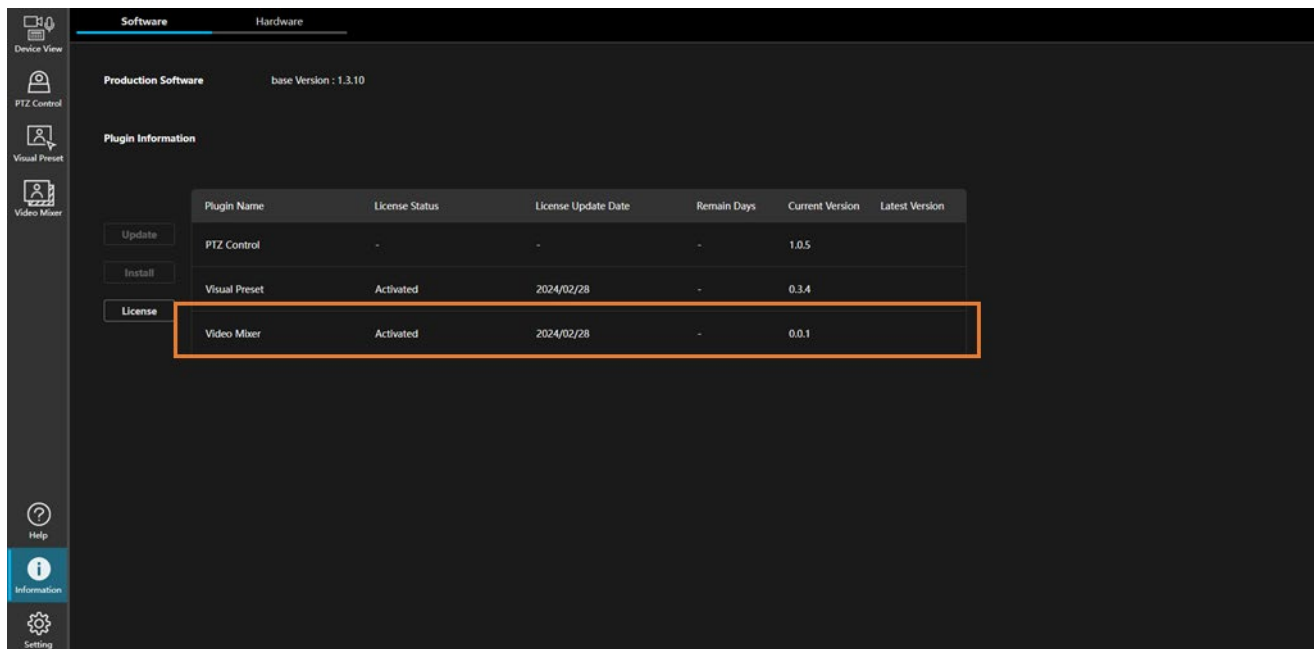 Software Hardware
Device View
PTZ Control
Visual Preset
Video Mixer
Production Software base Version : 1.3.10
Plugin Information
Plugin Name License Status License Update Date Remain Days Current Version Latest Version
Update
Install
License
PTZ Control - - - 1.0.5
Visual Preset Activated 2024/02/28 - 0.3.4
Video Mixer Activated 2024/02/28 - 0.0.1
Help
Information
Setting